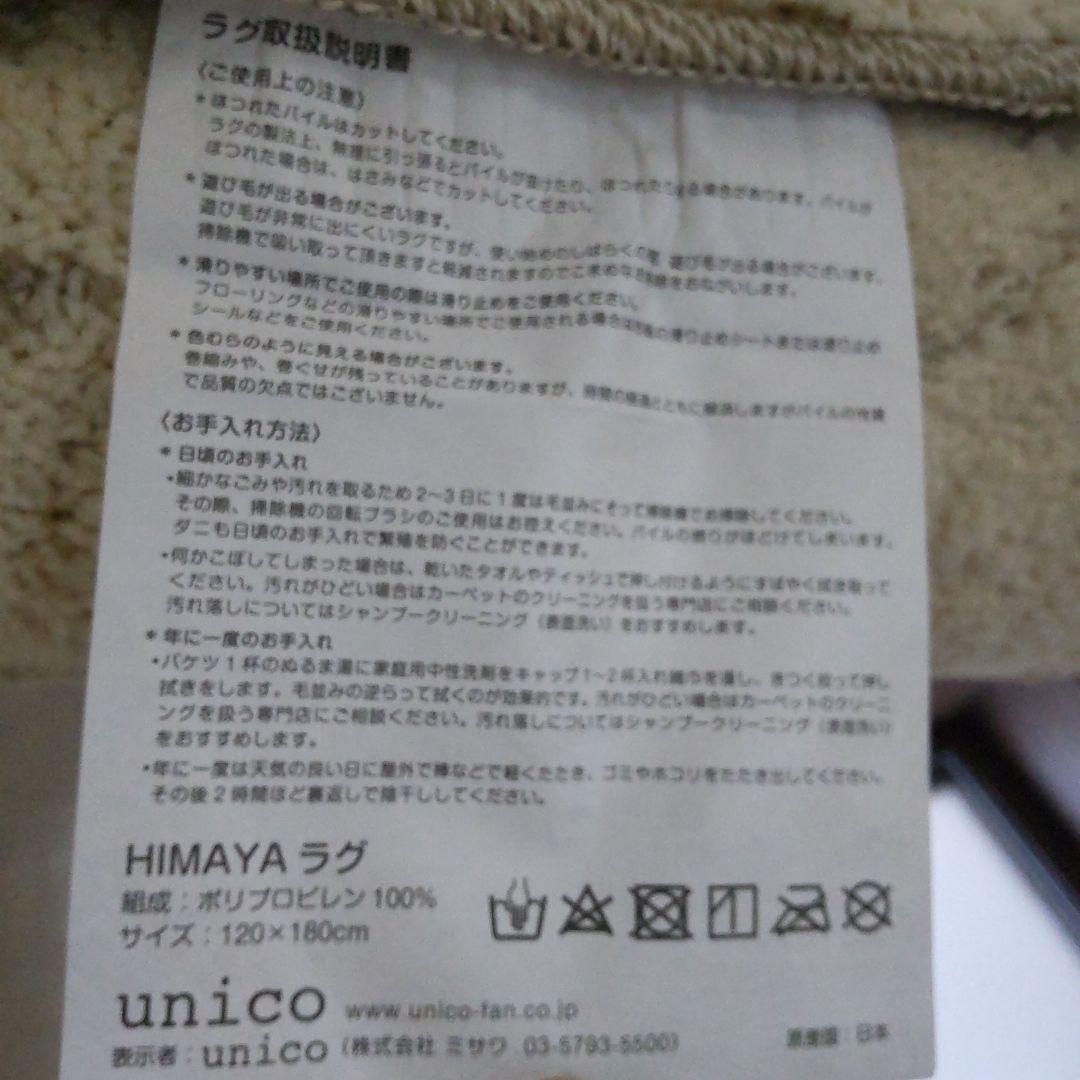 ラグ取扱説明書
〈ご使用上の注意〉
* ほつれたパイルはカットしてください。
ラグの製法上、無理に引っ張るとパイルが抜けたり、ほつれたりする場合があります。パイルが
ほつれた場合は、はさみなどでカットしてください。
* 遊び毛が出る場合がございます。
遊び毛が非常に出にくいラグですが、使い始めのしばらくの間、遊び毛が出る場合がございます。
掃除機で吸い取って頂きますと軽減されますのでこまめなお掃除をおねがいします。
* 滑りやすい場所でご使用の際は滑り止めをご使用ください。
フローリングなどの滑りやすい場所でご使用される場合は市販の滑り止めシートまたは滑り止め
シールなどをご使用ください。
* 色むらのように見える場合がございます。
巻縮みや、巻ぐせが残っていることがありますが、時間の経過とともに解消しますがパイルの性質
で品質の欠点ではございません。
〈お手入れ方法〉
* 日頃のお手入れ
・細かなごみや汚れを取るため2〜3日に1度は毛並みにそって掃除機でお掃除してください。
その際、掃除機の回転ブラシのご使用はお控えください。パイルの撚りがほどけてしまいます。
ダニも日頃のお手入れで繁殖を防ぐことができます。
・何かこぼしてしまった場合は、乾いたタオルやティッシュで押し付けるようにすばやく拭き取って
ください。汚れがひどい場合はカーペットのクリーニングを扱う専門店にご相談ください。
汚れ落しについてはシャンプークリーニング（表面洗い）をおすすめします。
* 年に一度のお手入れ
・バケツ1杯のぬるま湯に家庭用中性洗剤をキャップ1〜2杯入れ雑巾を浸し、きつく絞って押し
拭きをします。毛並みの逆らって拭くのが効果的です。汚れがひどい場合はカーペットのクリーニ
ングを扱う専門店にご相談ください。汚れ落しについてはシャンプークリーニング（表面洗い）
をおすすめします。
・年に一度は天気の良い日に屋外で棒などで軽くたたき、ゴミやホコリをたたき出してください。
その後2時間ほど裏返しで陰干ししてください。
HIMAYA ラグ
組成：ポリプロピレン100%
サイズ：120×180cm
unico www.unico-fan.co.jp
表示者：unico（株式会社 ミサワ 03-5793-5500） 原産国：日本